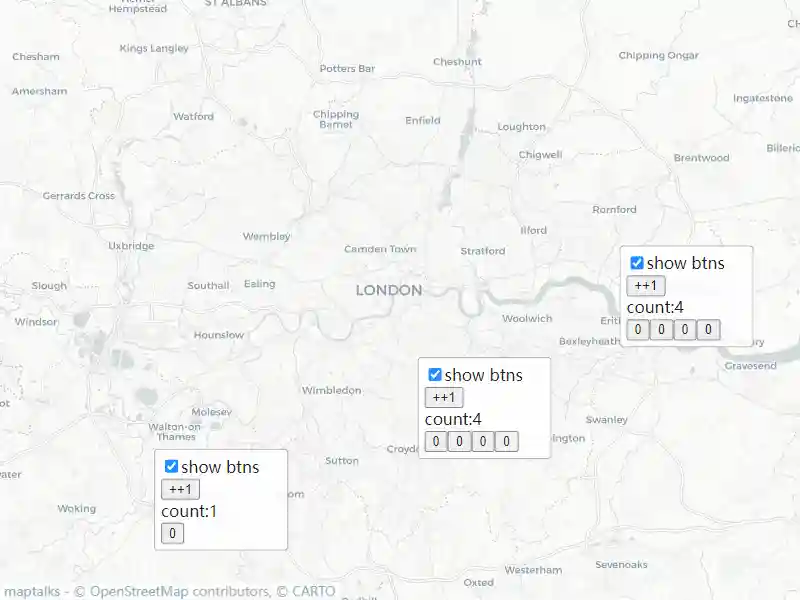 Hempstead
ST ALBANS
Kings Langley
Chesham
Potters Bar
Cheshunt
Chipping Ongar
Amersham
Ingatestone
Watford
Chipping
Barnet
Enfield
Loughton
Chigwell
Brentwood
Gerrards Cross
Romford
Wembley
Ilford
Uxbridge
Camden Town
Stratford
show btns
Slough
Southall
Ealing
++1
LONDON
count:4
Windsor
Woolwich
0 0 0 0
Hounslow
Bexleyheath
Gravesend
show btns
Wimbledon
++1
Molesey
count:4
Swanley
Walton-on-
Thames
0 0 0 0
Sutton
show btns
++1
Woking
count:1
0
Sevenoaks
Westerham
Oxted
maptalks - © OpenStreetMap contributors, © CARTO